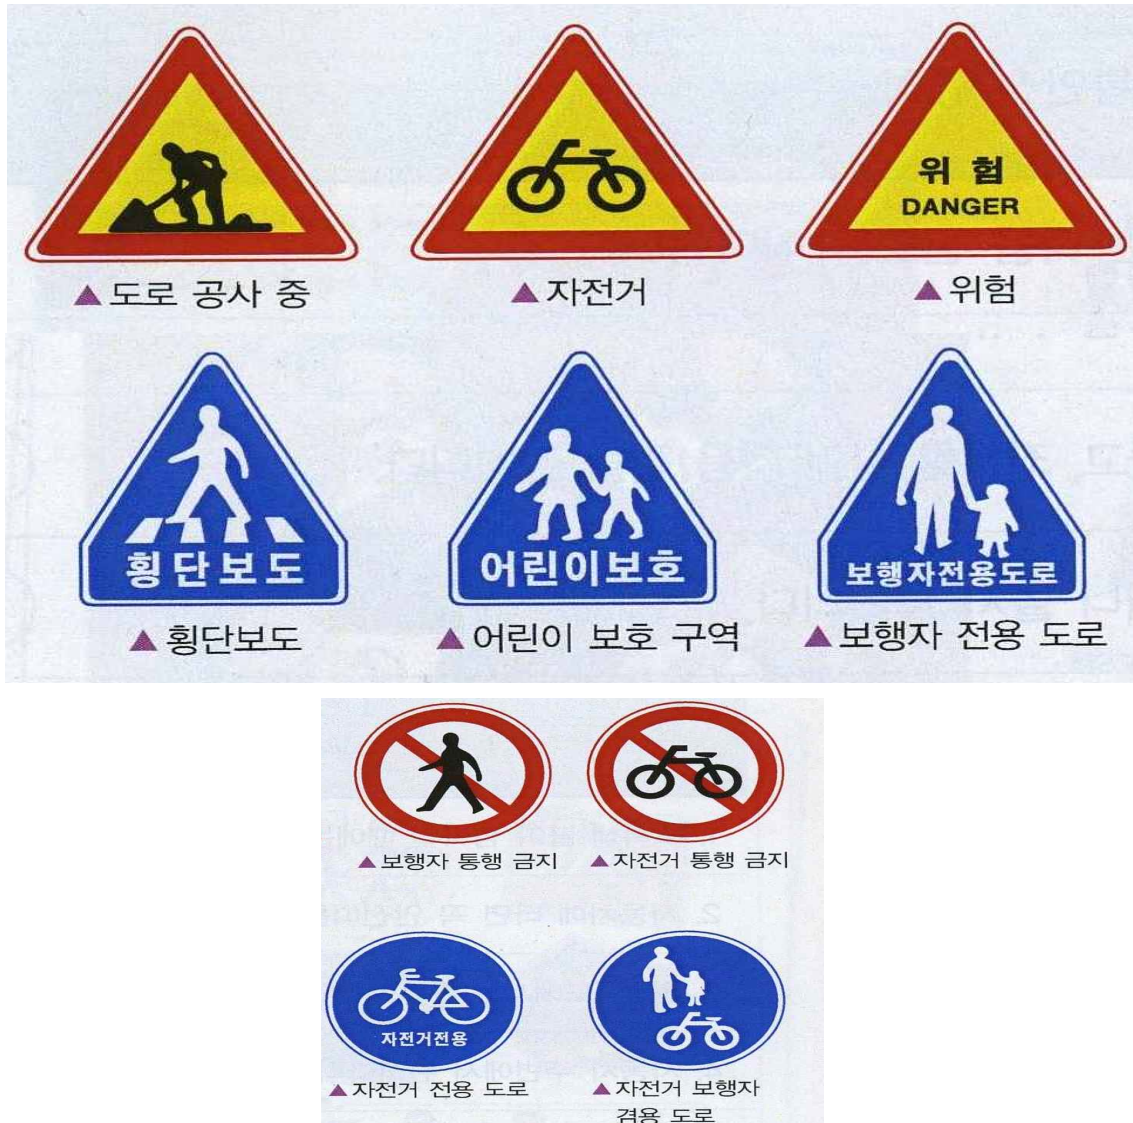 위 험
DANGER
▲ 도로 공사 중
▲ 자전거
▲ 위험
횡단보도
어린이보호
보행자전용도로
▲ 횡단보도
▲ 어린이 보호 구역
▲ 보행자 전용 도로
▲ 보행자 통행 금지
▲ 자전거 통행 금지
자전거전용
▲ 자전거 전용 도로
▲ 자전거 보행자
겸용 도로